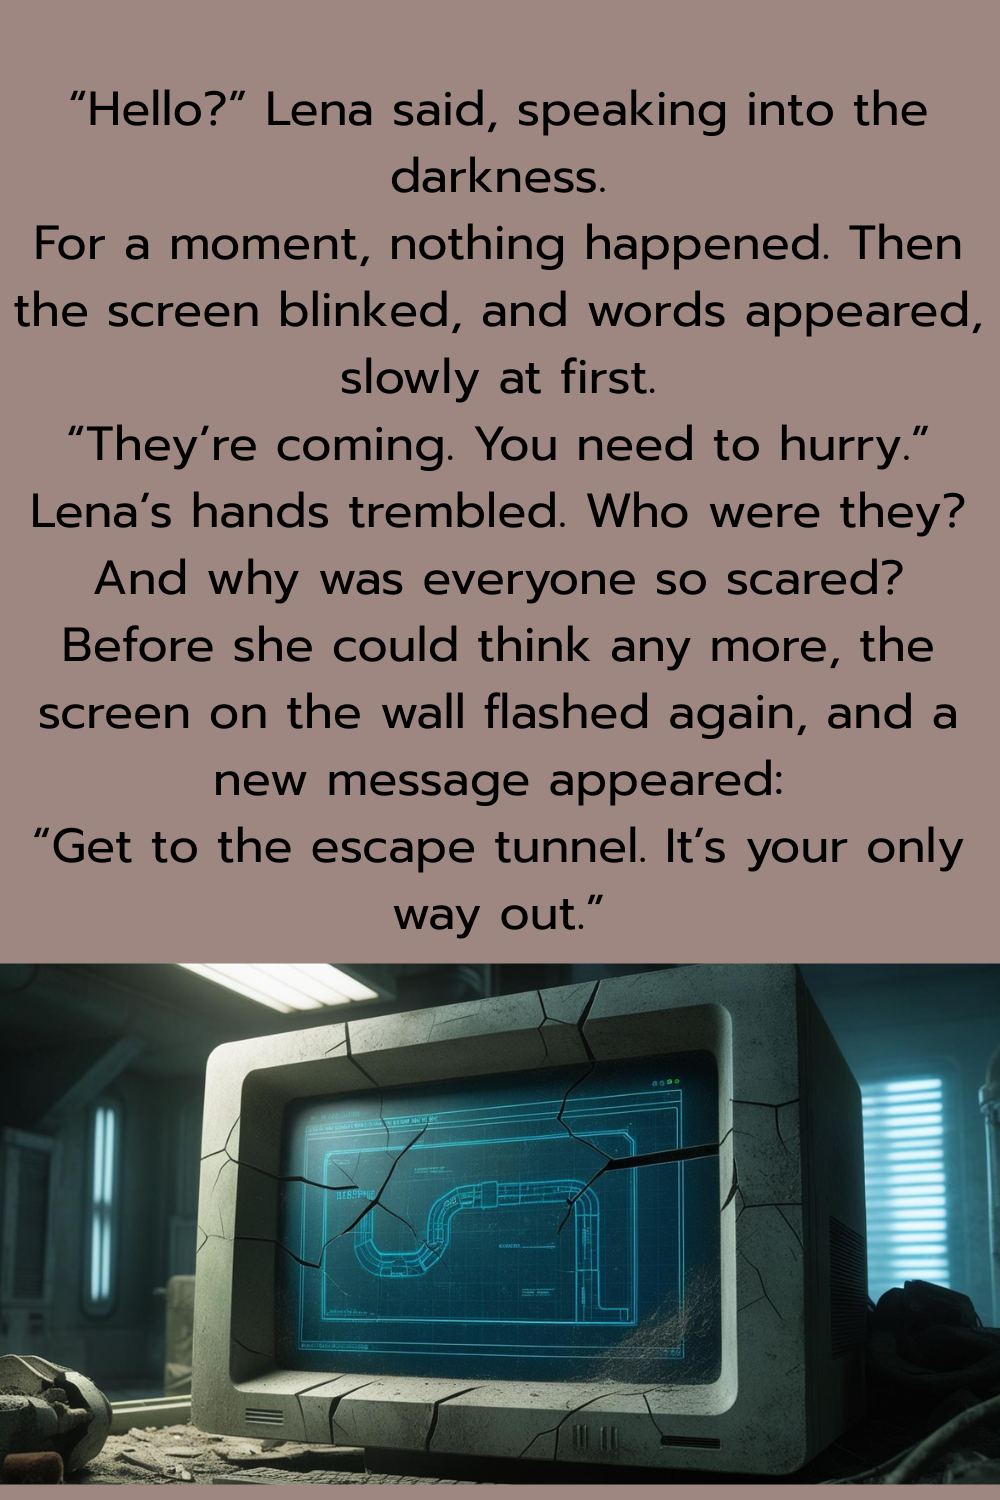 “Hello?” Lena said, speaking into the
darkness.
For a moment, nothing happened. Then
the screen blinked, and words appeared,
slowly at first.
“They’re coming. You need to hurry.”
Lena’s hands trembled. Who were they?
And why was everyone so scared?
Before she could think any more, the
screen on the wall flashed again, and a
new message appeared:
“Get to the escape tunnel. It’s your only
way out.”